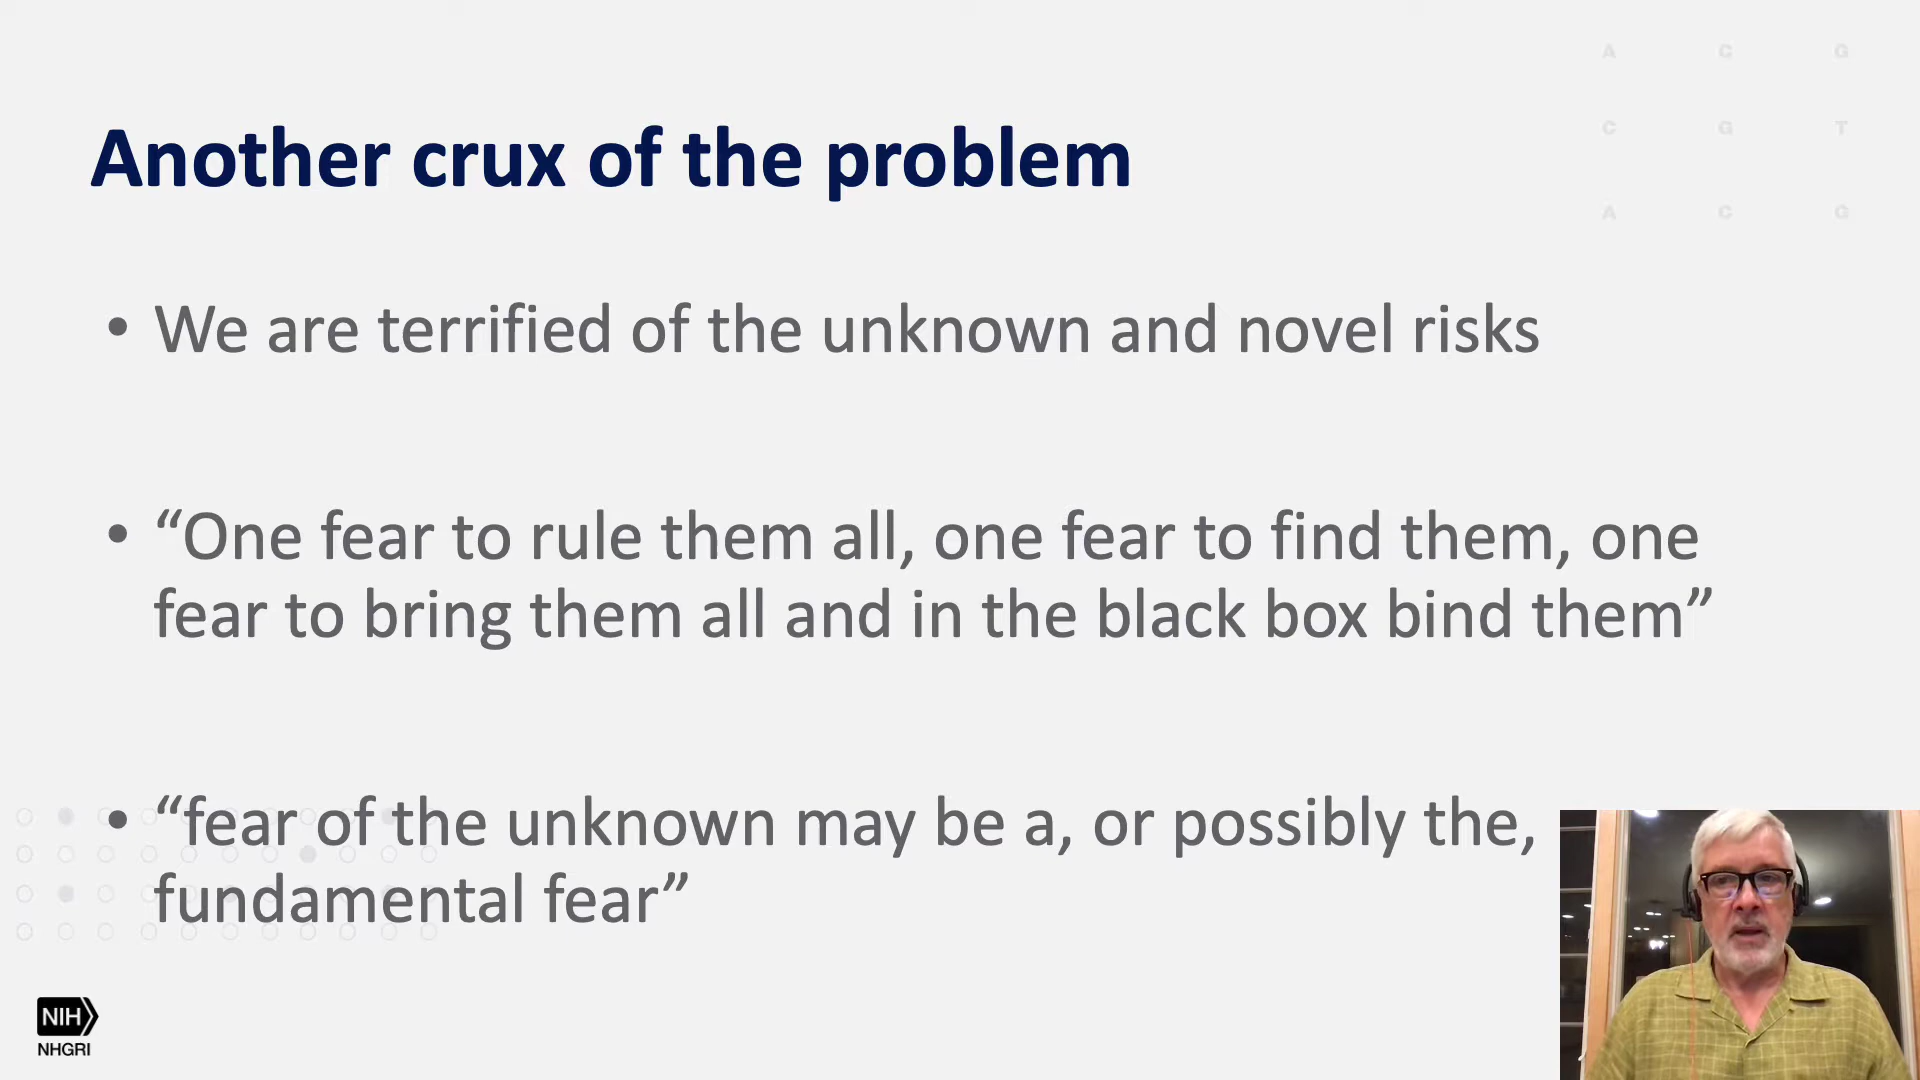 A C G
C G T
A C G
Another crux of the problem
• We are terrified of the unknown and novel risks
• “One fear to rule them all, one fear to find them, one
fear to bring them all and in the black box bind them”
• “fear of the unknown may be a, or possibly the,
fundamental fear”
NIH
NHGRI